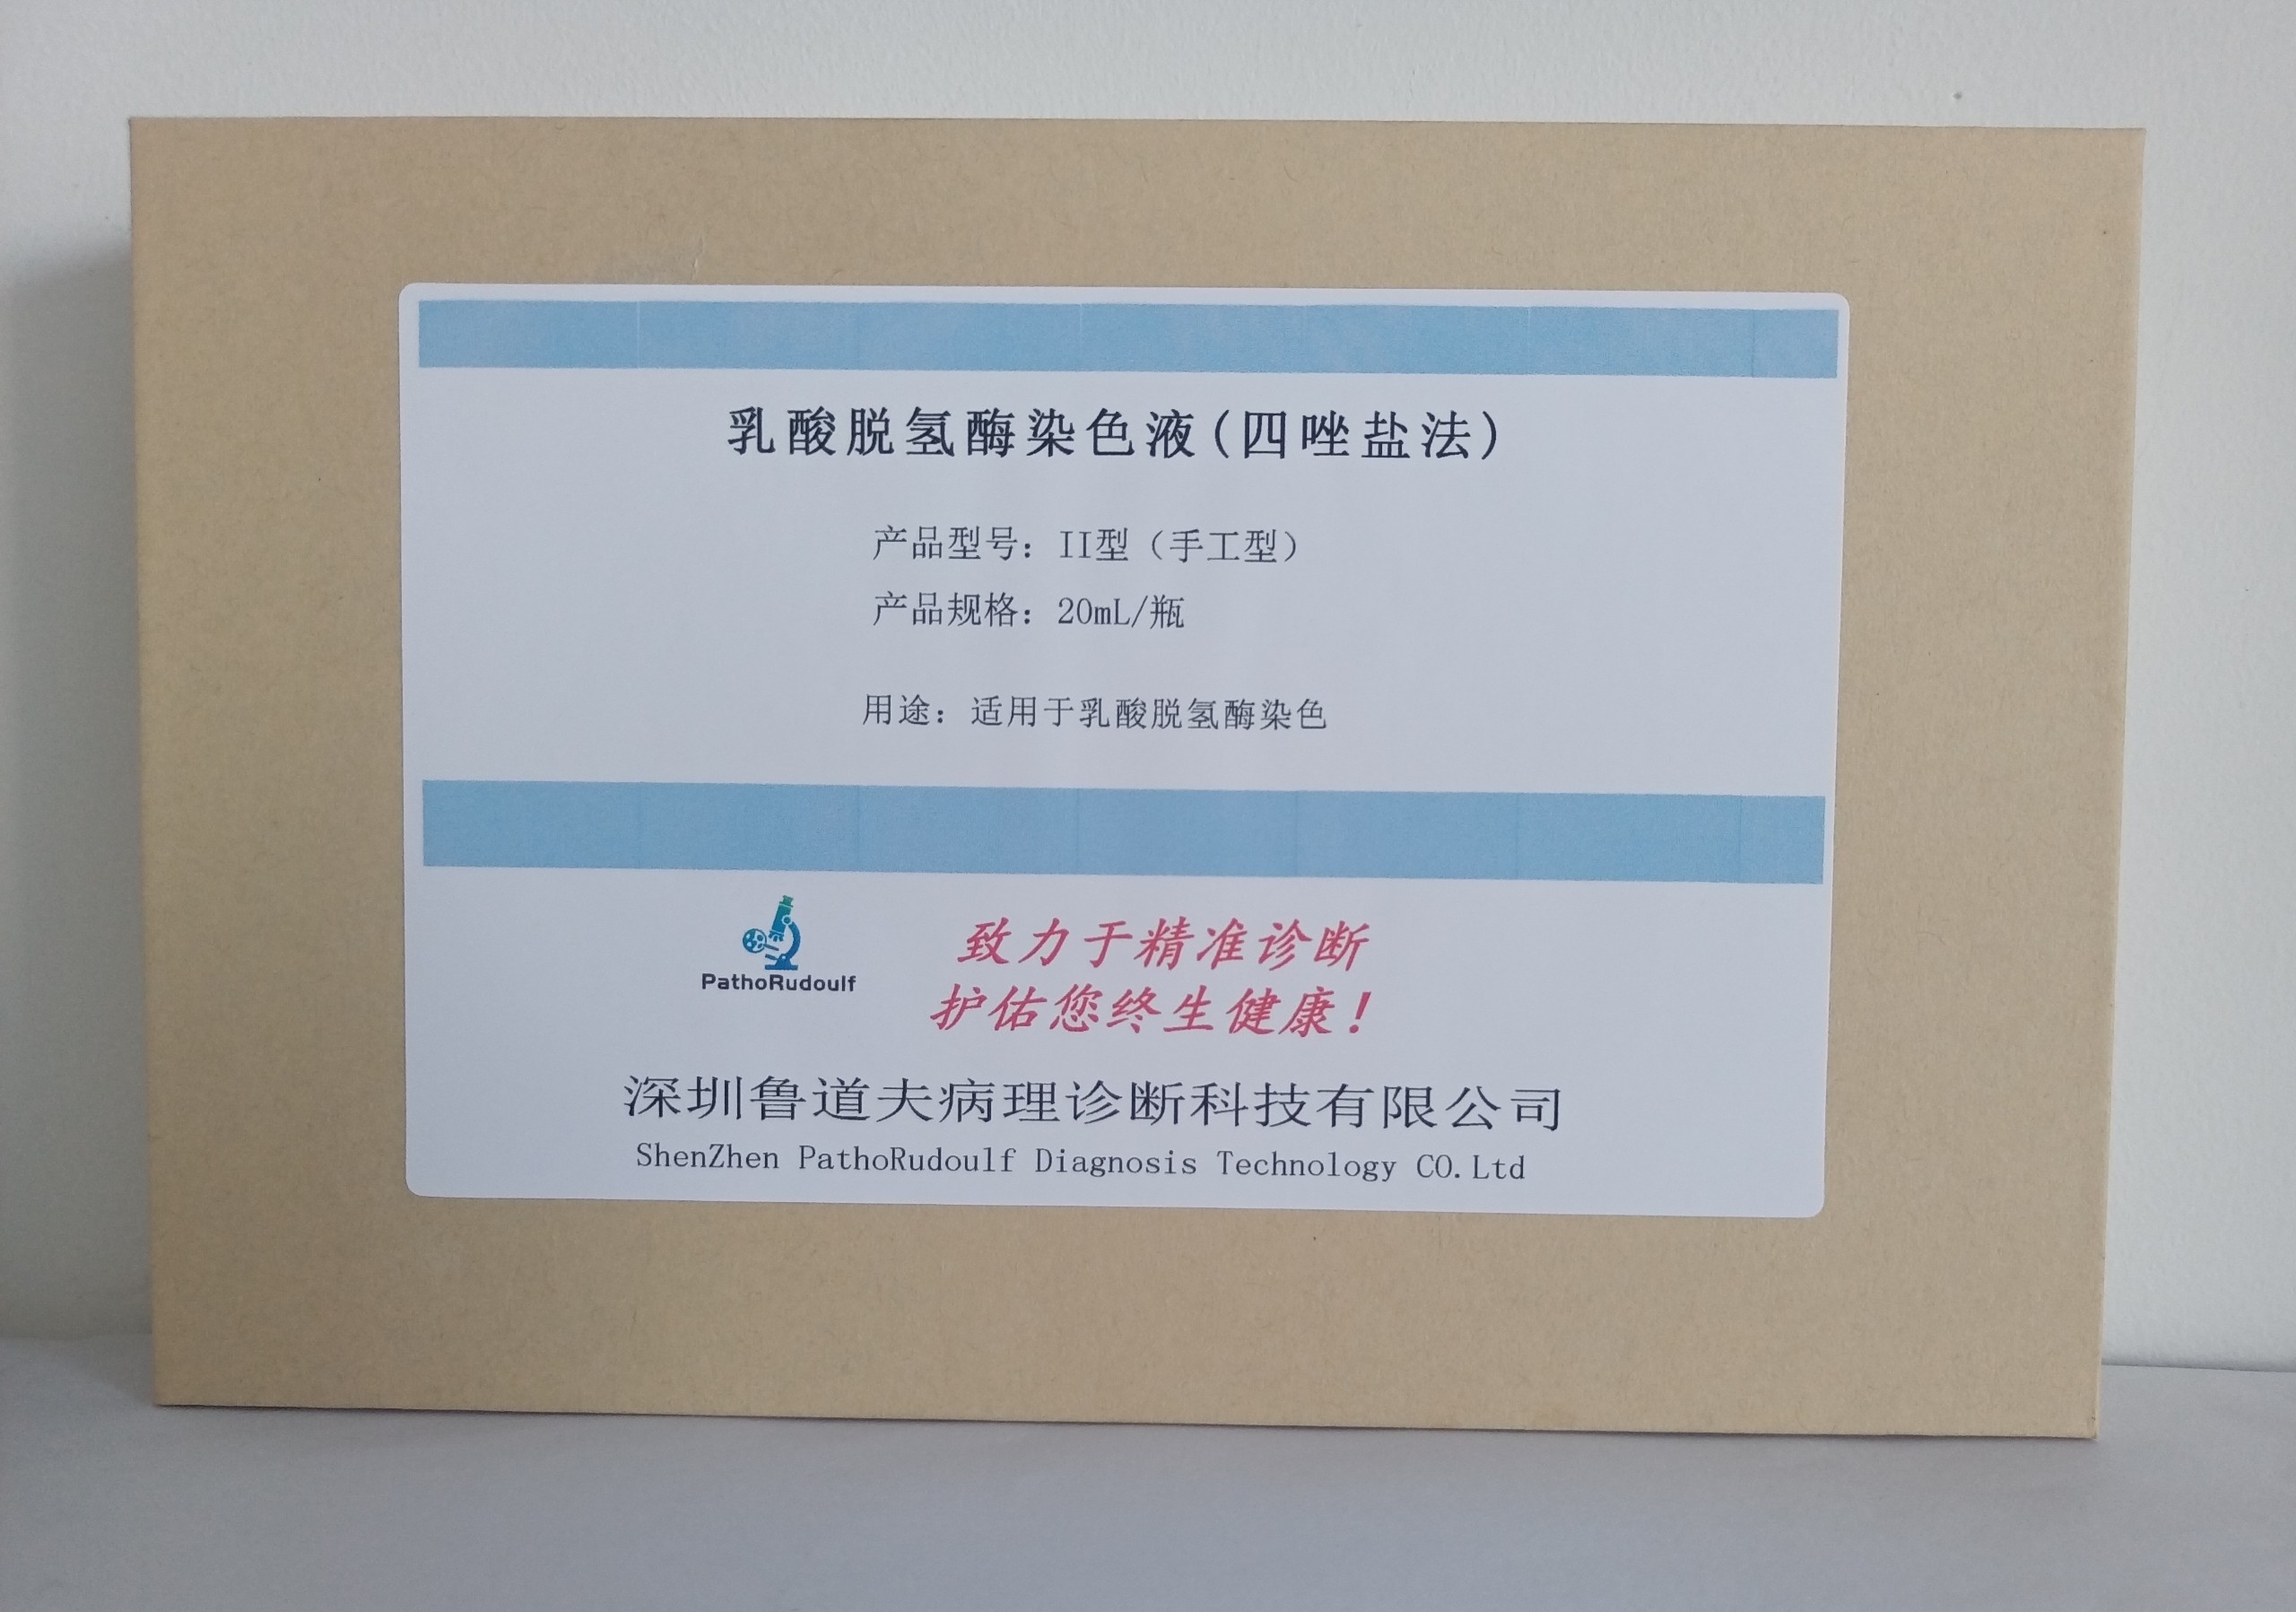 乳酸脱氢酶染色液(四唑盐法)
产品型号：II型（手工型）
产品规格：20mL/瓶
用途：适用于乳酸脱氢酶染色
PathoRudoulf
致力于精准诊断
护佑您终生健康！
深圳鲁道夫病理诊断科技有限公司
ShenZhen PathoRudoulf Diagnosis Technology CO.Ltd